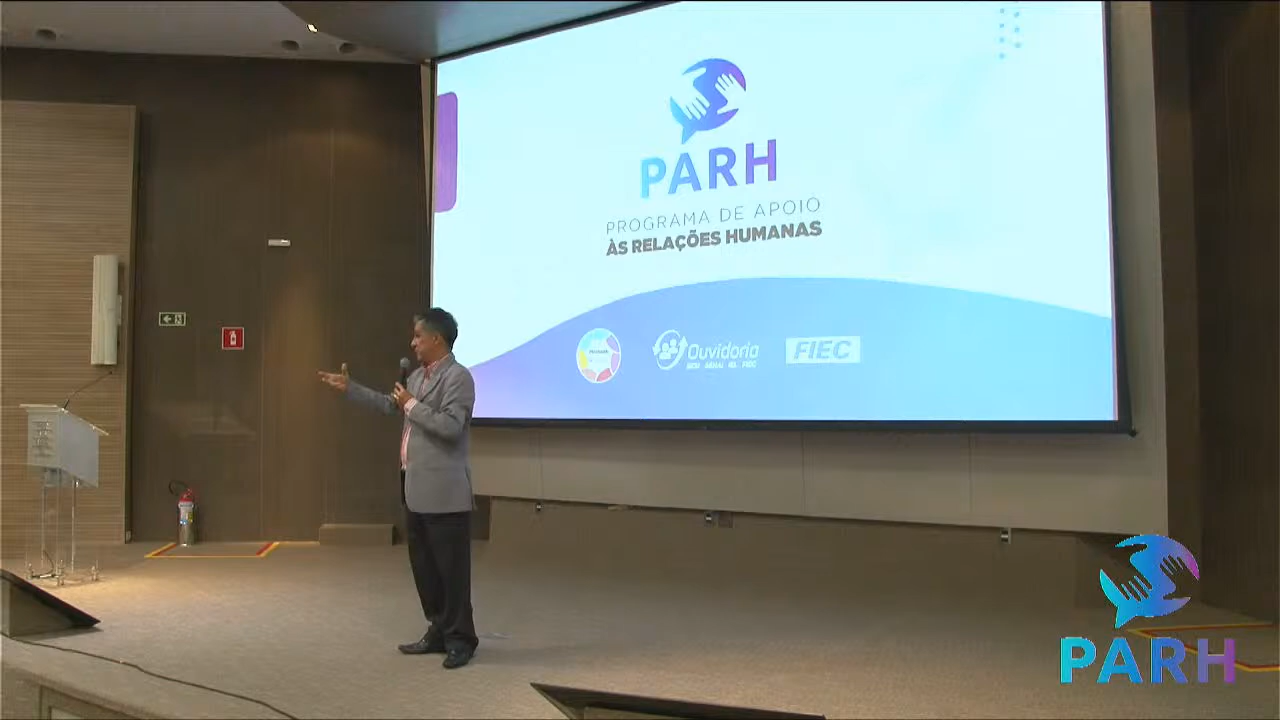 PARH
PROGRAMA DE APOIO
ÀS RELAÇÕES HUMANAS
Ouvidoria
FIEC
PARH